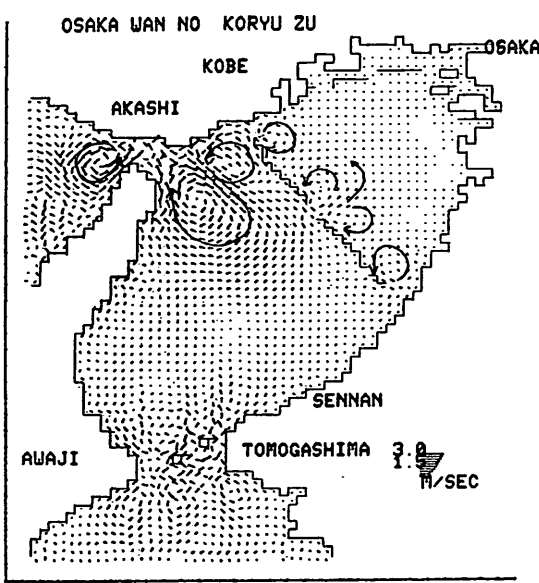 OSAKA WAN NO KORYU ZU
OSAKA
KOBE
AKASHI
SENNAN
AWAJI
TOMOGASHIMA
3.0
1.5
M/SEC